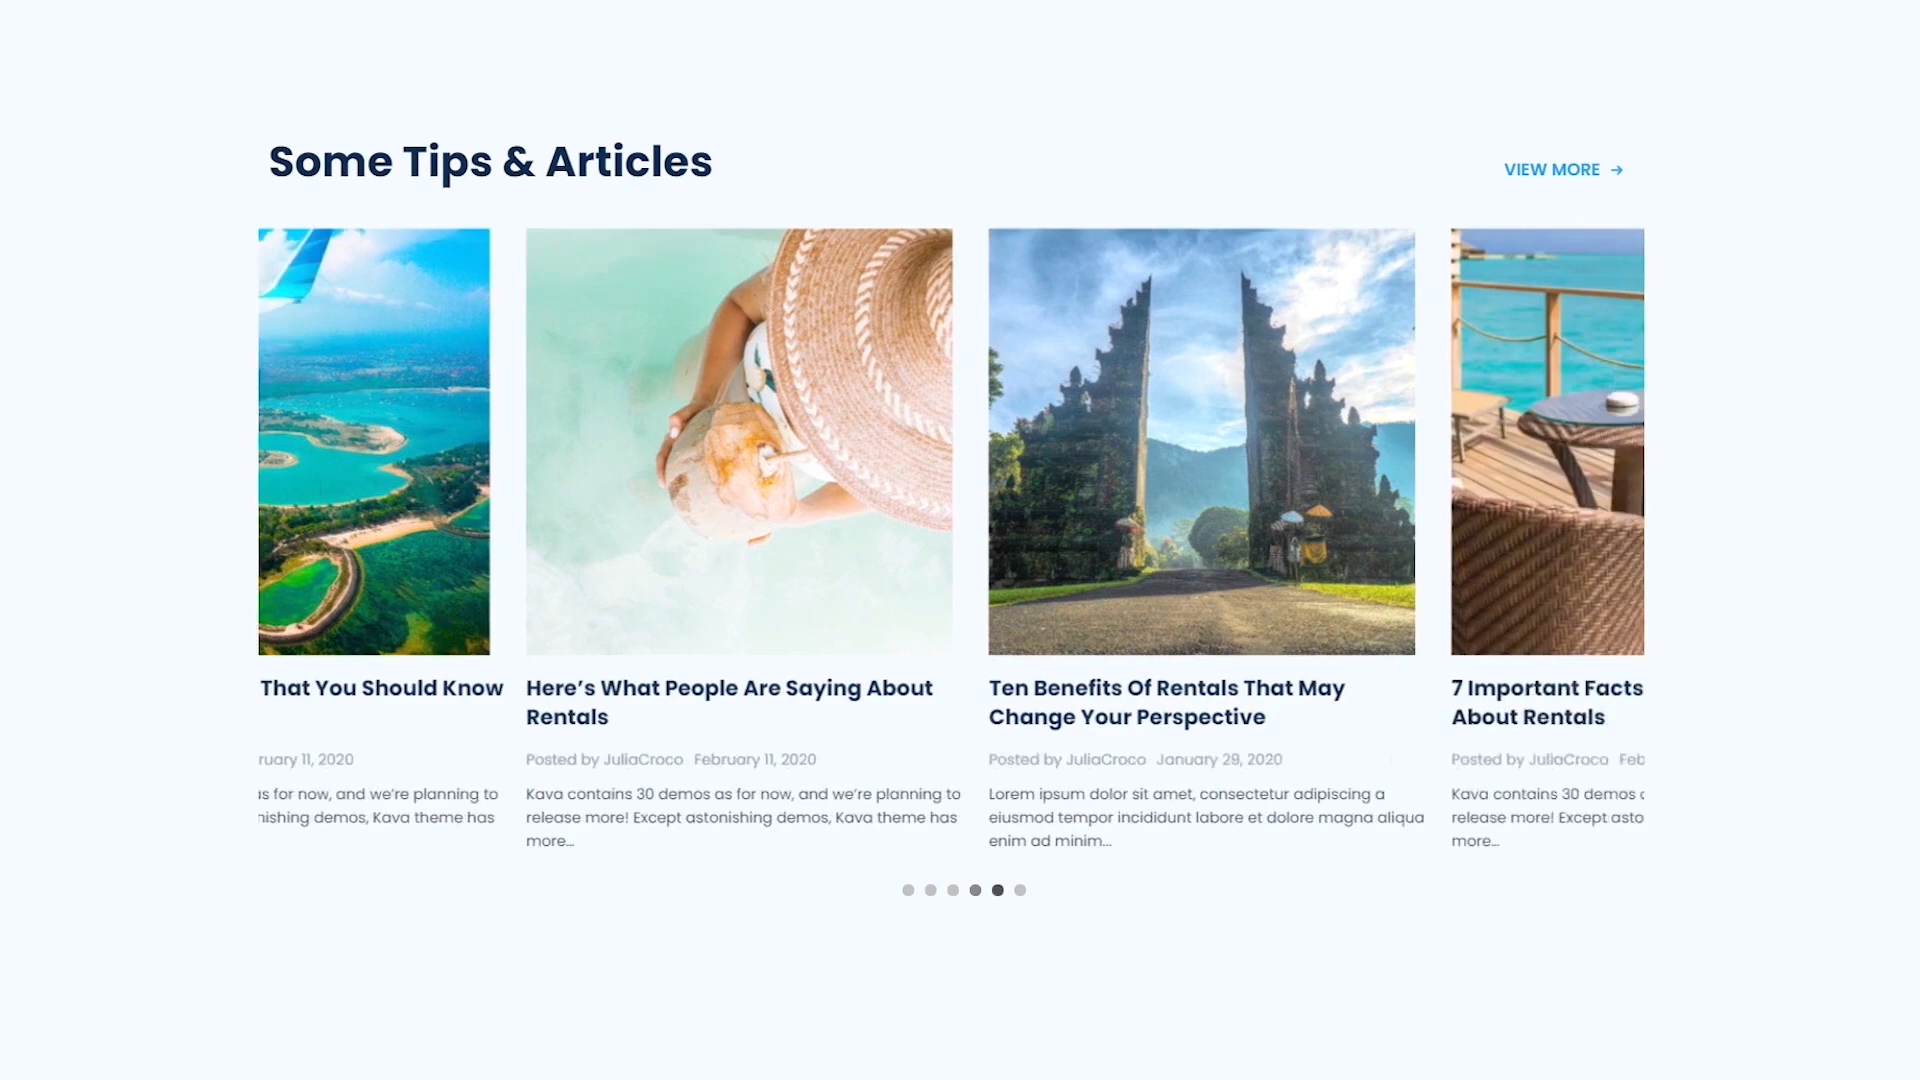 Some Tips & Articles
VIEW MORE →
That You Should Know
ruary 11, 2020
as for now, and we're planning to
nishing demos, Kava theme has
Here's What People Are Saying About
Rentals
Posted by JuliaCroco February 11, 2020
Kava contains 30 demos as for now, and we're planning to
release more! Except astonishing demos, Kava theme has
more...
Ten Benefits Of Rentals That May
Change Your Perspective
Posted by JuliaCroco January 29, 2020
Lorem ipsum dolor sit amet, consectetur adipiscing a
eiusmod tempor incididunt labore et dolore magna aliqua
enim ad minim...
7 Important Facts
About Rentals
Posted by JuliaCroco Feb
Kava contains 30 demos
release more! Except asto
more...